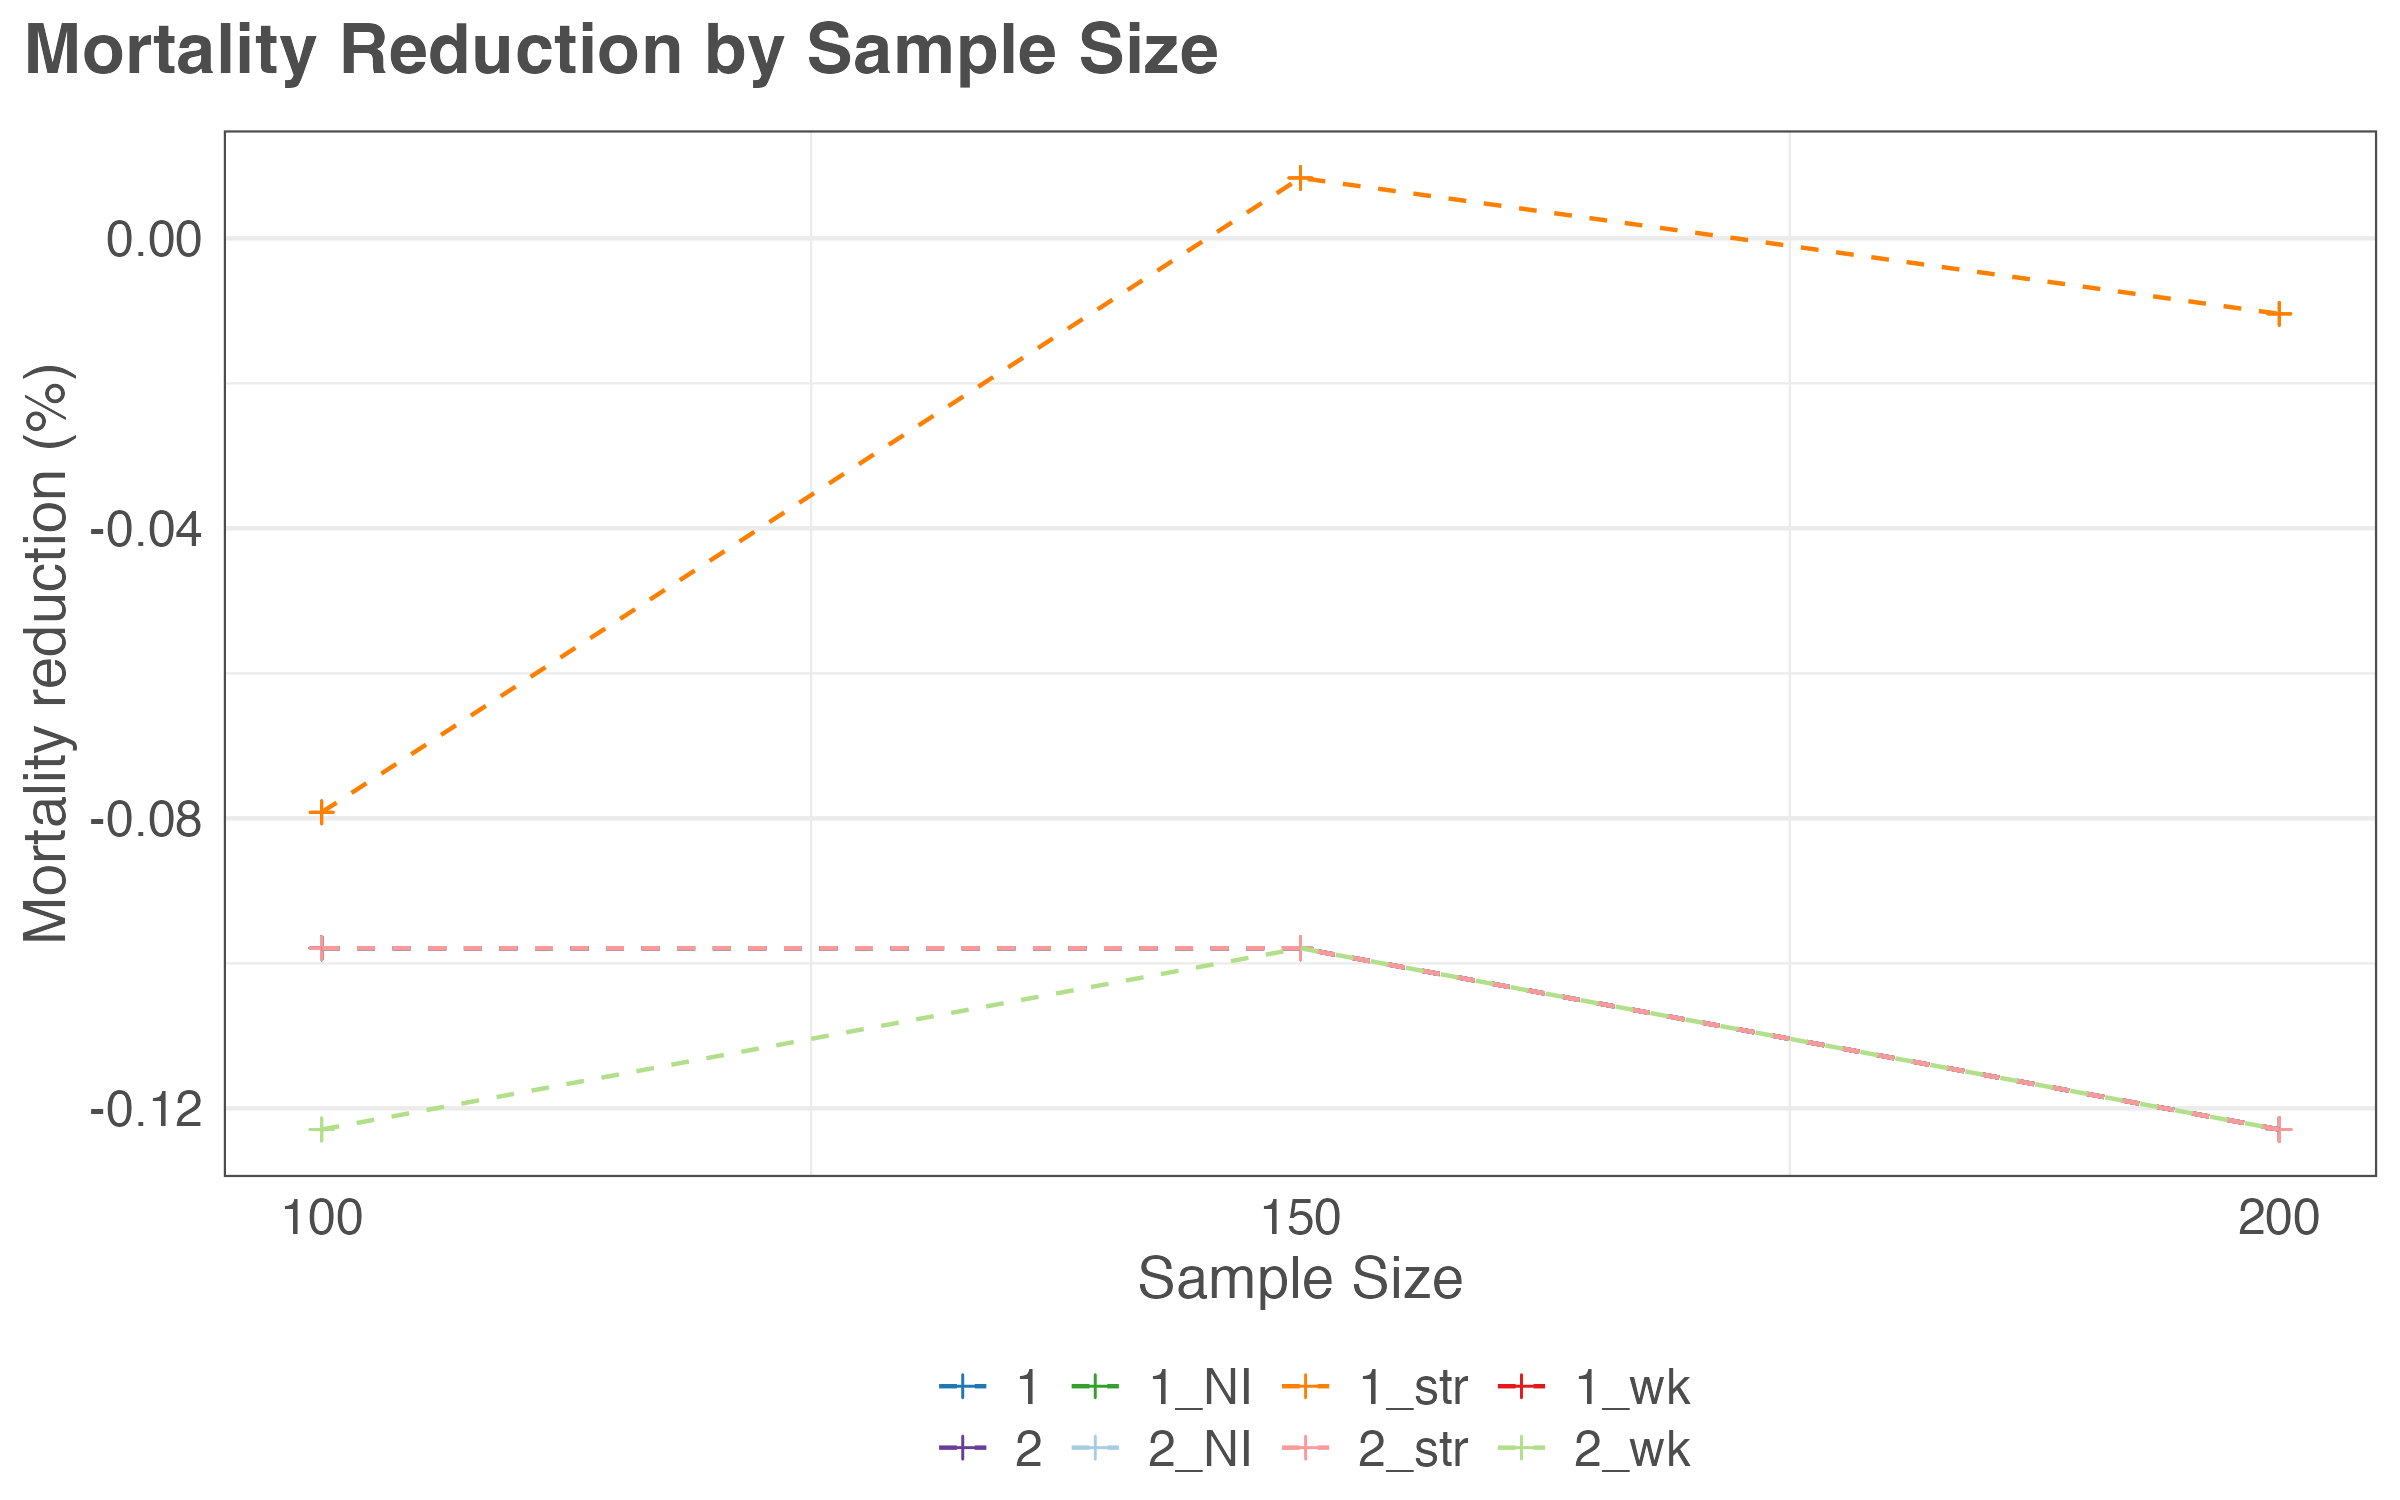 Mortality Reduction by Sample Size
Mortality reduction (%)
0.00
-0.04
-0.08
-0.12
100 150 200
Sample Size
1 1_NI 1_str 1_wk
2 2_NI 2_str 2_wk